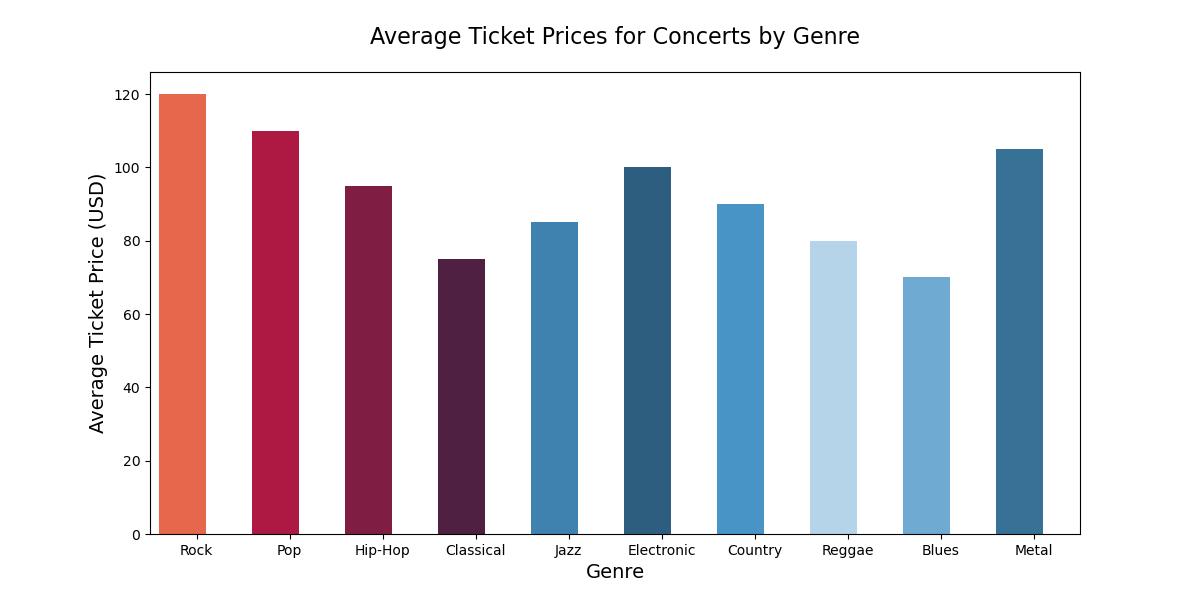 Average Ticket Prices for Concerts by Genre
Average Ticket Price (USD)
120
100
80
60
40
20
0
Rock Pop Hip-Hop Classical Jazz Electronic Country Reggae Blues Metal
Genre